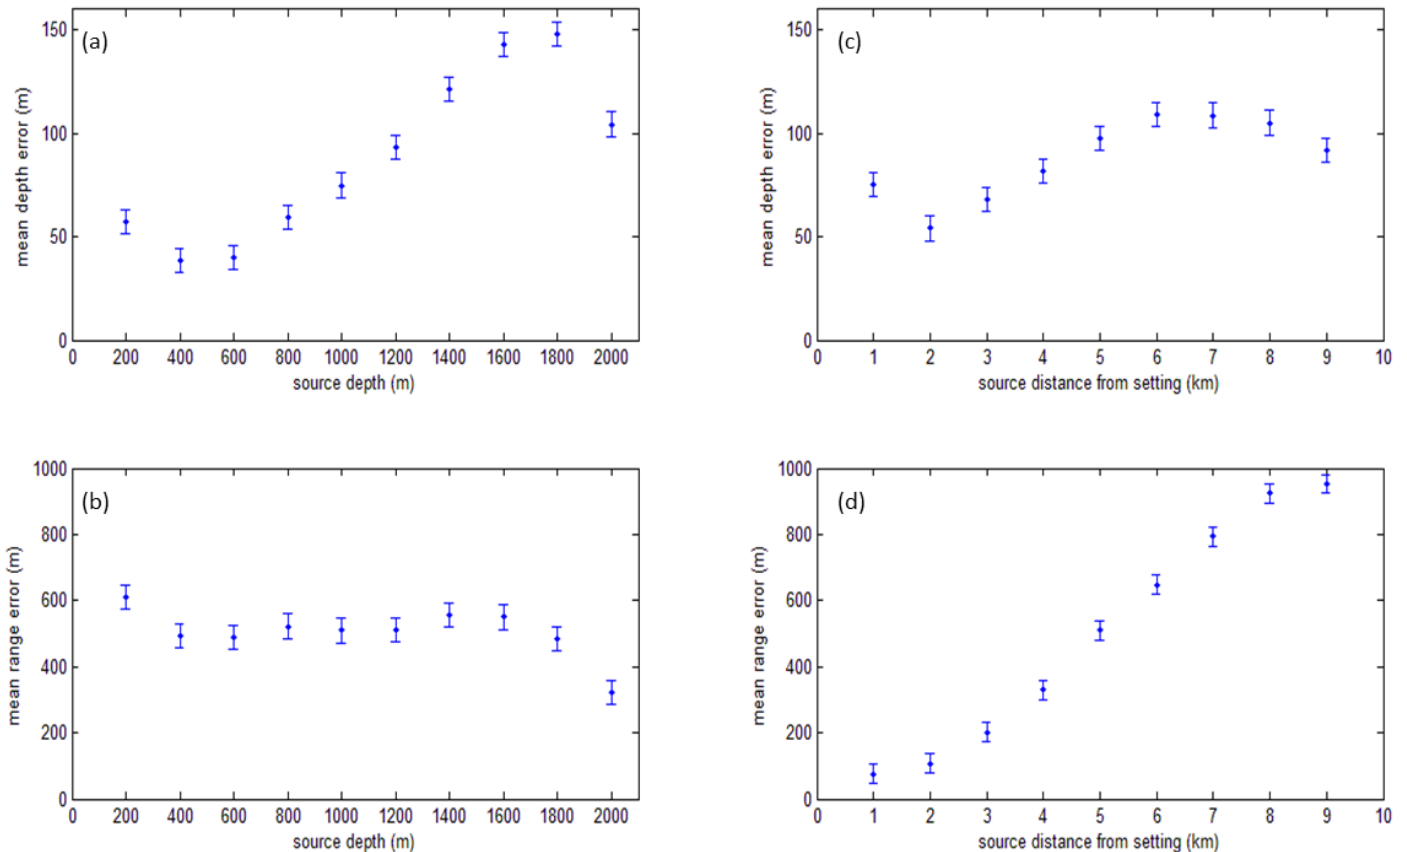 (a)
mean depth error (m)
150
100
50
0
0 200 400 600 800 1000 1200 1400 1600 1800 2000
source depth (m)
(c)
mean depth error (m)
150
100
50
0
0 1 2 3 4 5 6 7 8 9 10
source distance from setting (km)
(b)
mean range error (m)
1000
800
600
400
200
0
0 200 400 600 800 1000 1200 1400 1600 1800 2000
source depth (m)
(d)
mean range error (m)
1000
800
600
400
200
0
0 1 2 3 4 5 6 7 8 9 10
source distance from setting (km)